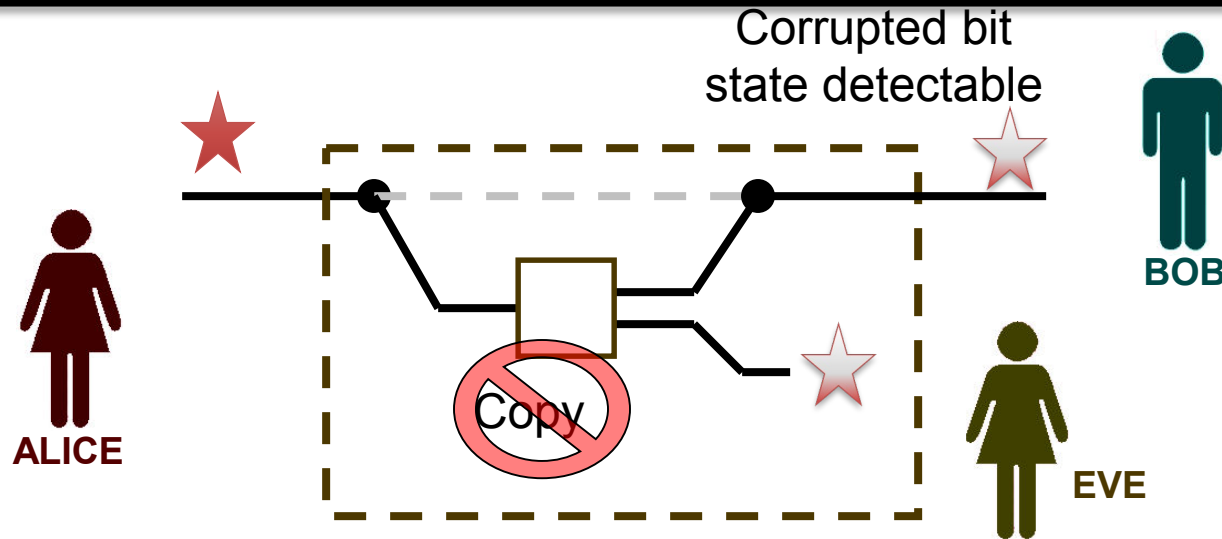 Corrupted bit
state detectable
BOB
Copy
ALICE
EVE